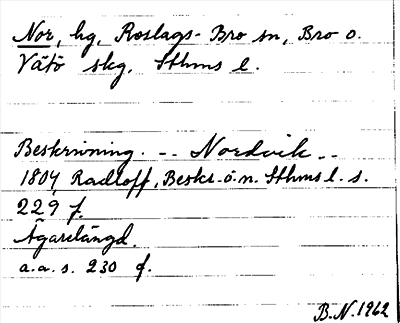 Nor, hg, Roslags-Bro sn, Bro o.
Vätö skg, Sthms l.
Beskrivning. -- Nordvik --
1804 Radloff, Beskr. ö. n. Sthms l. s.
229 f.
Ägarelängd.
a.a. s. 230 f.
B.N. 1962